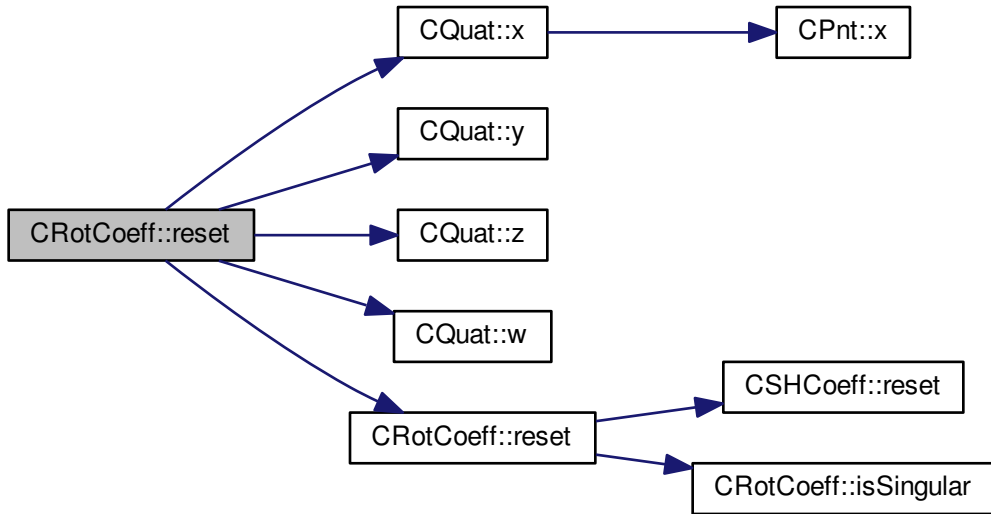 CQuat::x
CPnt::x
CQuat::y
CRotCoeff::reset
CQuat::z
CQuat::w
CSHCoeff::reset
CRotCoeff::reset
CRotCoeff::isSingular